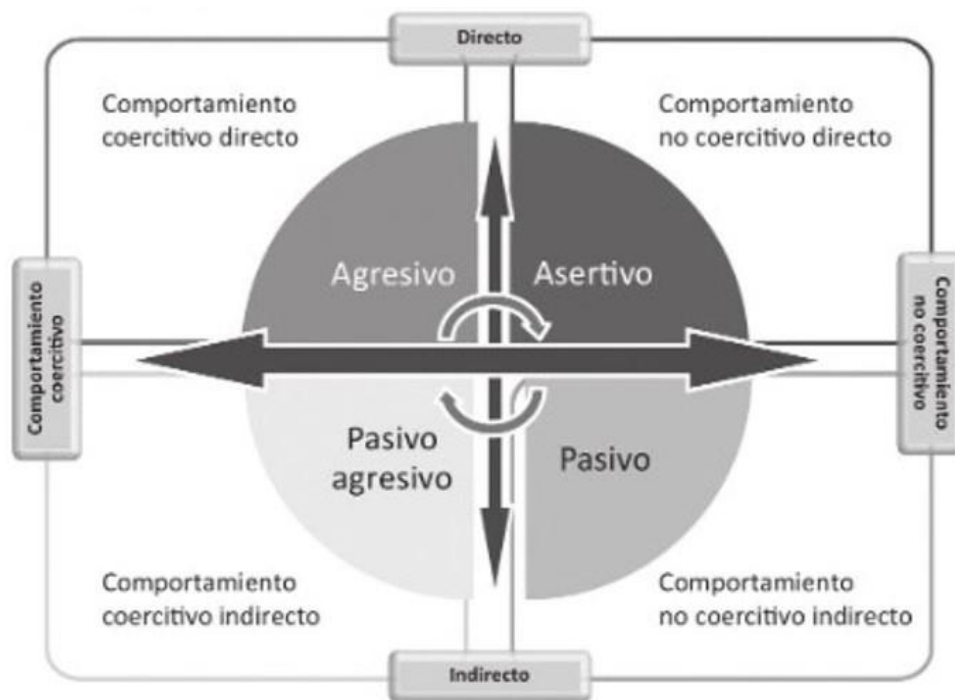 Directo
Comportamiento
coercitivo directo
Comportamiento
no coercitivo directo
Agresivo
Asertivo
Comportamiento
coercitivo
Comportamiento
no coercitivo
Pasivo
agresivo
Pasivo
Comportamiento
coercitivo indirecto
Comportamiento
no coercitivo indirecto
Indirecto